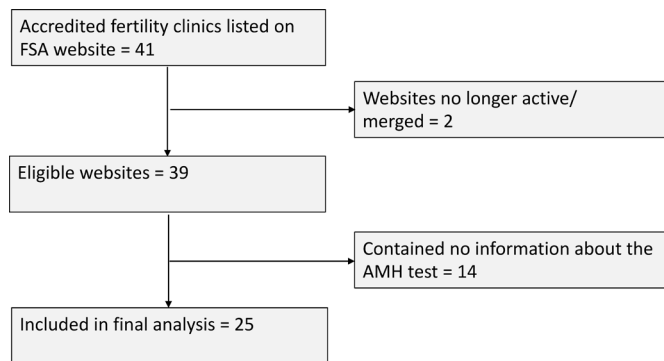 Accredited fertility clinics listed on
FSA website = 41
Websites no longer active/
merged = 2
Eligible websites = 39
Contained no information about the
AMH test = 14
Included in final analysis = 25